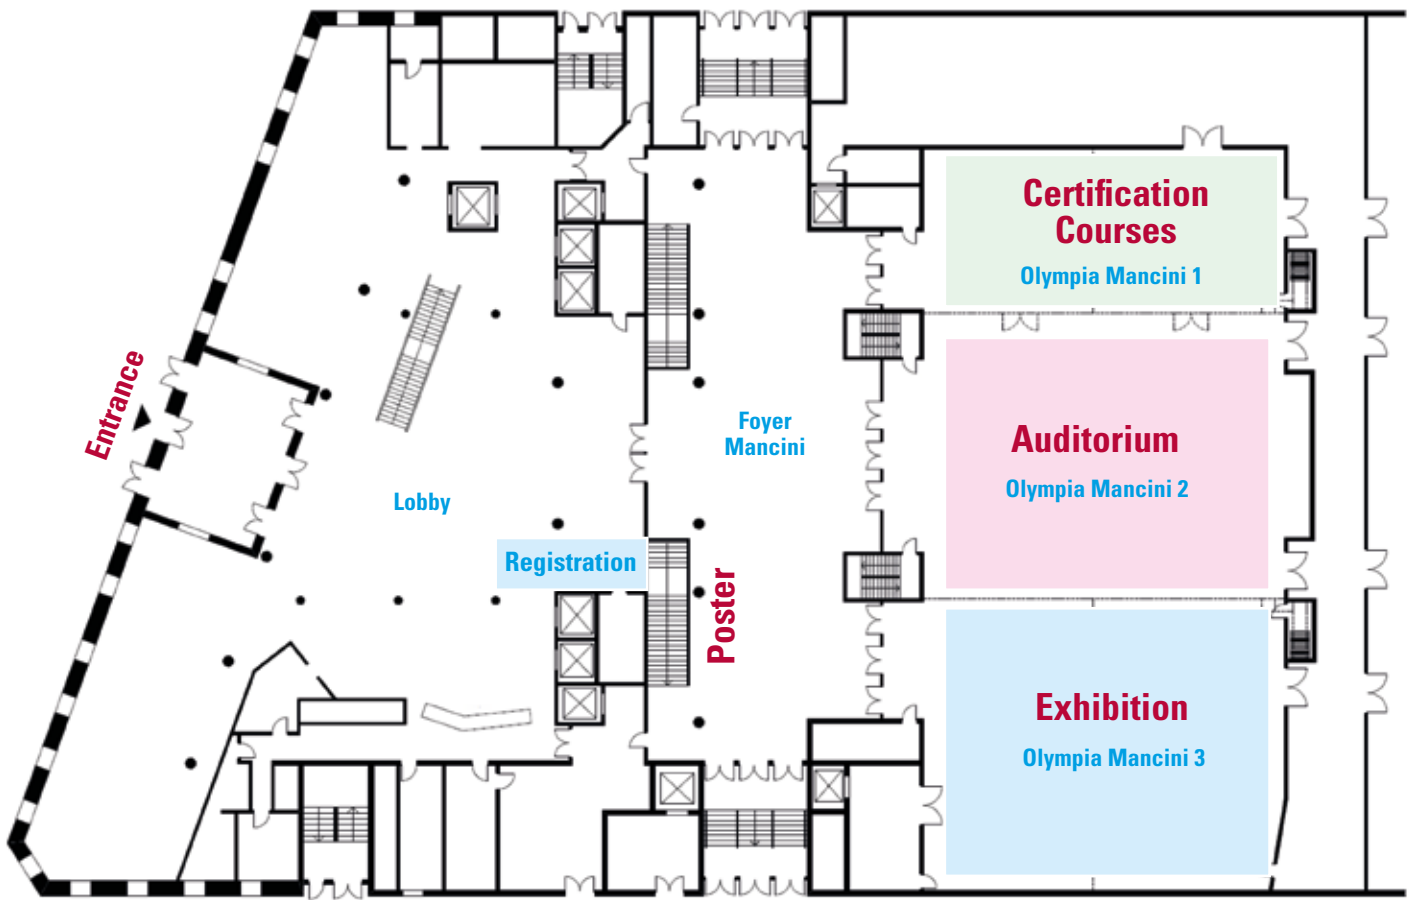 Certification
Courses
Olympia Mancini 1
Entrance
Foyer
Mancini
Auditorium
Olympia Mancini 2
Lobby
Registration
Poster
Exhibition
Olympia Mancini 3